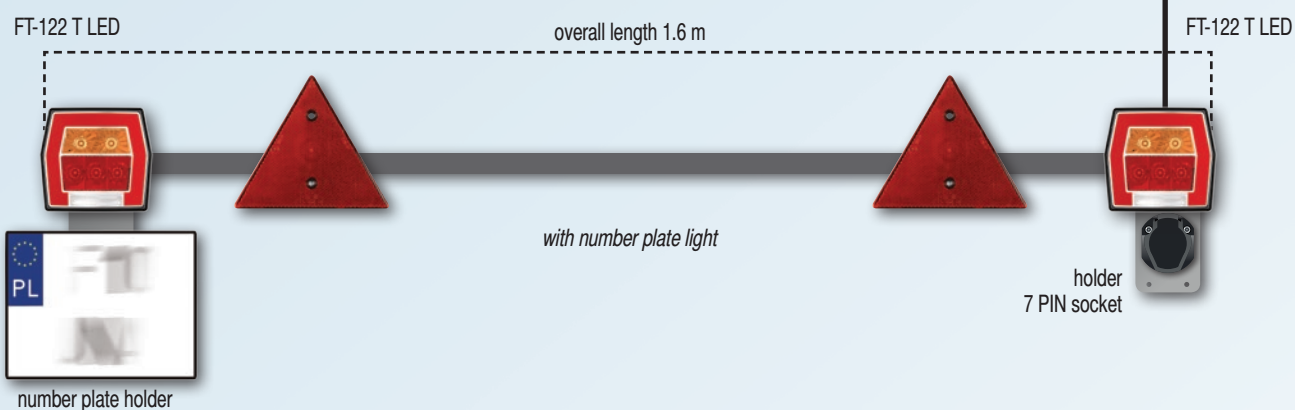 FT-122 T LED
overall length 1.6 m
FT-122 T LED
with number plate light
PL
holder
7 PIN socket
number plate holder